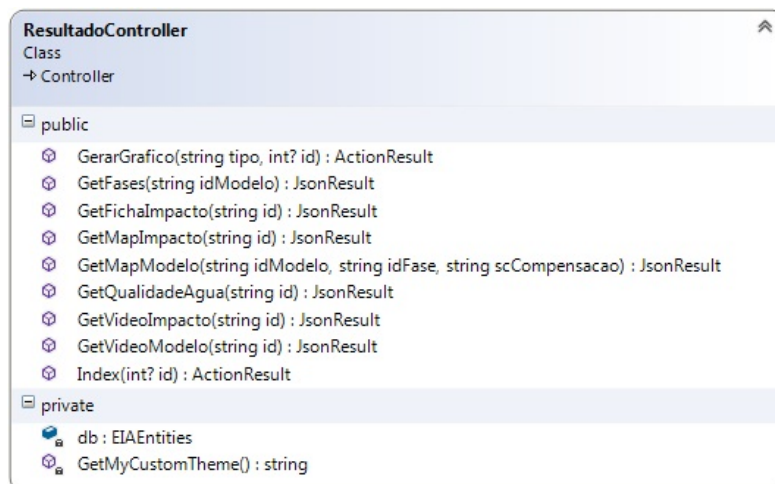 ResultadoController
Class
Controller
public
GerarGrafico(string tipo, int? id) : ActionResult
GetFases(string idModelo) : JsonResult
GetFichaImpacto(string id) : JsonResult
GetMapImpacto(string id) : JsonResult
GetMapModelo(string idModelo, string idFase, string scCompensacao) : JsonResult
GetQualidadeAgua(string id) : JsonResult
GetVideoImpacto(string id) : JsonResult
GetVideoModelo(string id) : JsonResult
Index(int? id) : ActionResult
private
db : EIAEntities
GetMyCustomTheme() : string